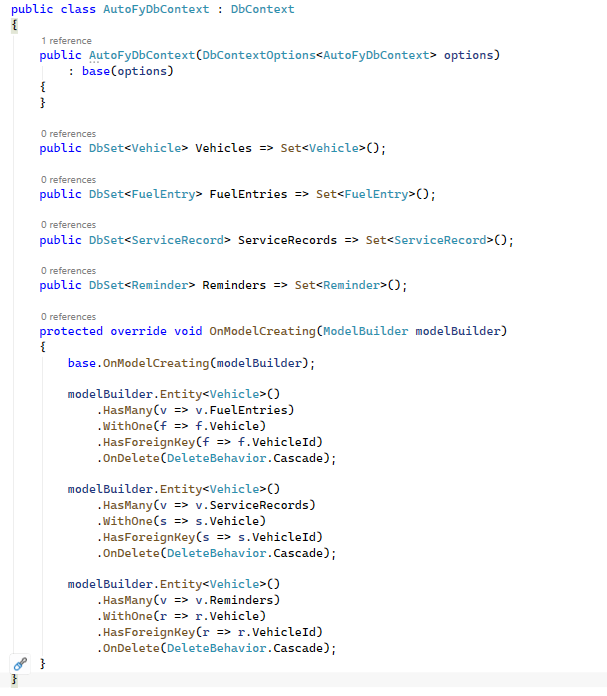 public class AutoFyDbContext : DbContext
{
1 reference
public AutoFyDbContext(DbContextOptions<AutoFyDbContext> options)
: base(options)
{
}
0 references
public DbSet<Vehicle> Vehicles => Set<Vehicle>();
0 references
public DbSet<FuelEntry> FuelEntries => Set<FuelEntry>();
0 references
public DbSet<ServiceRecord> ServiceRecords => Set<ServiceRecord>();
0 references
public DbSet<Reminder> Reminders => Set<Reminder>();
0 references
protected override void OnModelCreating(ModelBuilder modelBuilder)
{
base.OnModelCreating(modelBuilder);
modelBuilder.Entity<Vehicle>()
.HasMany(v => v.FuelEntries)
.WithOne(f => f.Vehicle)
.HasForeignKey(f => f.VehicleId)
.OnDelete(DeleteBehavior.Cascade);
modelBuilder.Entity<Vehicle>()
.HasMany(v => v.ServiceRecords)
.WithOne(s => s.Vehicle)
.HasForeignKey(s => s.VehicleId)
.OnDelete(DeleteBehavior.Cascade);
modelBuilder.Entity<Vehicle>()
.HasMany(v => v.Reminders)
.WithOne(r => r.Vehicle)
.HasForeignKey(r => r.VehicleId)
.OnDelete(DeleteBehavior.Cascade);
}
}